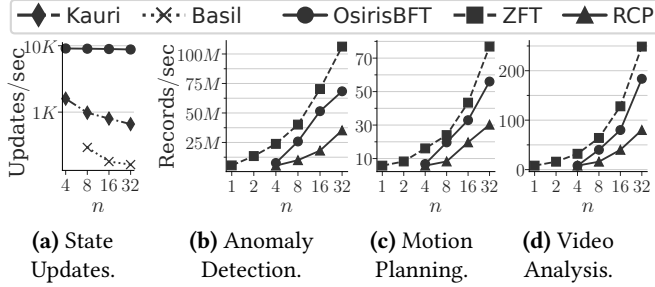 Kauri Basil OsirisBFT ZFT RCP
Updates/sec
10K
1K
4 8 16 32
n
Records/sec
100M
75M
50M
25M
1 2 4 8 16 32
n
70
50
30
10
1 2 4 8 16 32
n
200
100
0
1 2 4 8 16 32
n
(a) State Updates.
(b) Anomaly Detection.
(c) Motion Planning.
(d) Video Analysis.